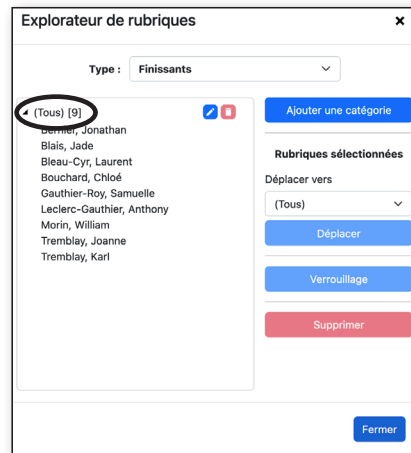 Explorateur de rubriques ×
Type : Finissants
(Tous) [9]
Bernier, Jonathan
Blais, Jade
Bleau-Cyr, Laurent
Bouchard, Chloé
Gauthier-Roy, Samuelle
Leclerc-Gauthier, Anthony
Morin, William
Tremblay, Joanne
Tremblay, Karl
Ajouter une catégorie
Rubriques sélectionnées
Déplacer vers
(Tous)
Déplacer
Verrouillage
Supprimer
Fermer